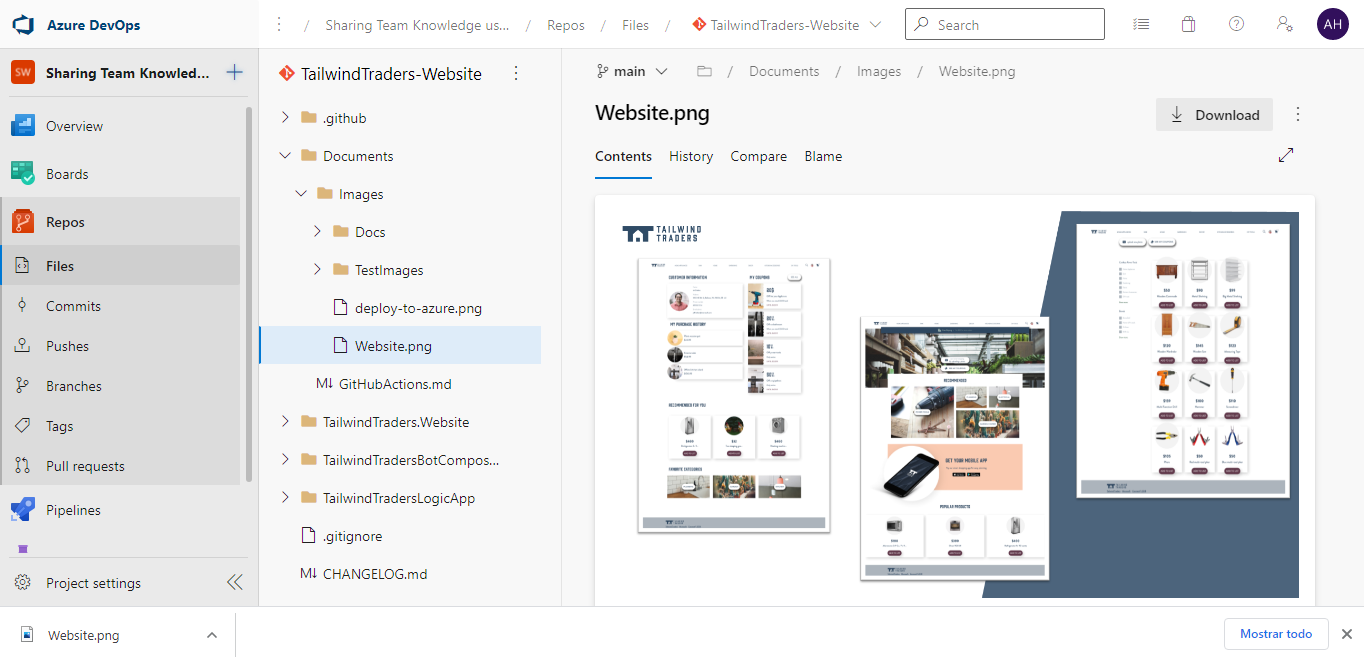 Azure DevOps
/ Sharing Team Knowledge us... / Repos / Files / TailwindTraders-Website
Search
AH
SW Sharing Team Knowled...
Overview
Boards
Repos
Files
Commits
Pushes
Branches
Tags
Pull requests
Pipelines
Project settings
TailwindTraders-Website
.github
Documents
Images
Docs
TestImages
deploy-to-azure.png
Website.png
M↓ GitHubActions.md
TailwindTraders.Website
TailwindTradersBotCompos...
TailwindTradersLogicApp
.gitignore
M↓ CHANGELOG.md
main / Documents / Images / Website.png
Website.png
Download
Contents History Compare Blame
TAILWIND
TRADERS
CUSTOMER INFORMATION
MY COUPONS
MY PURCHASE HISTORY
RECOMMENDED FOR YOU
FAVORITE CATEGORIES
RECOMMENDED
GET YOUR MOBILE APP
POPULAR PRODUCTS
Website.png
Mostrar todo